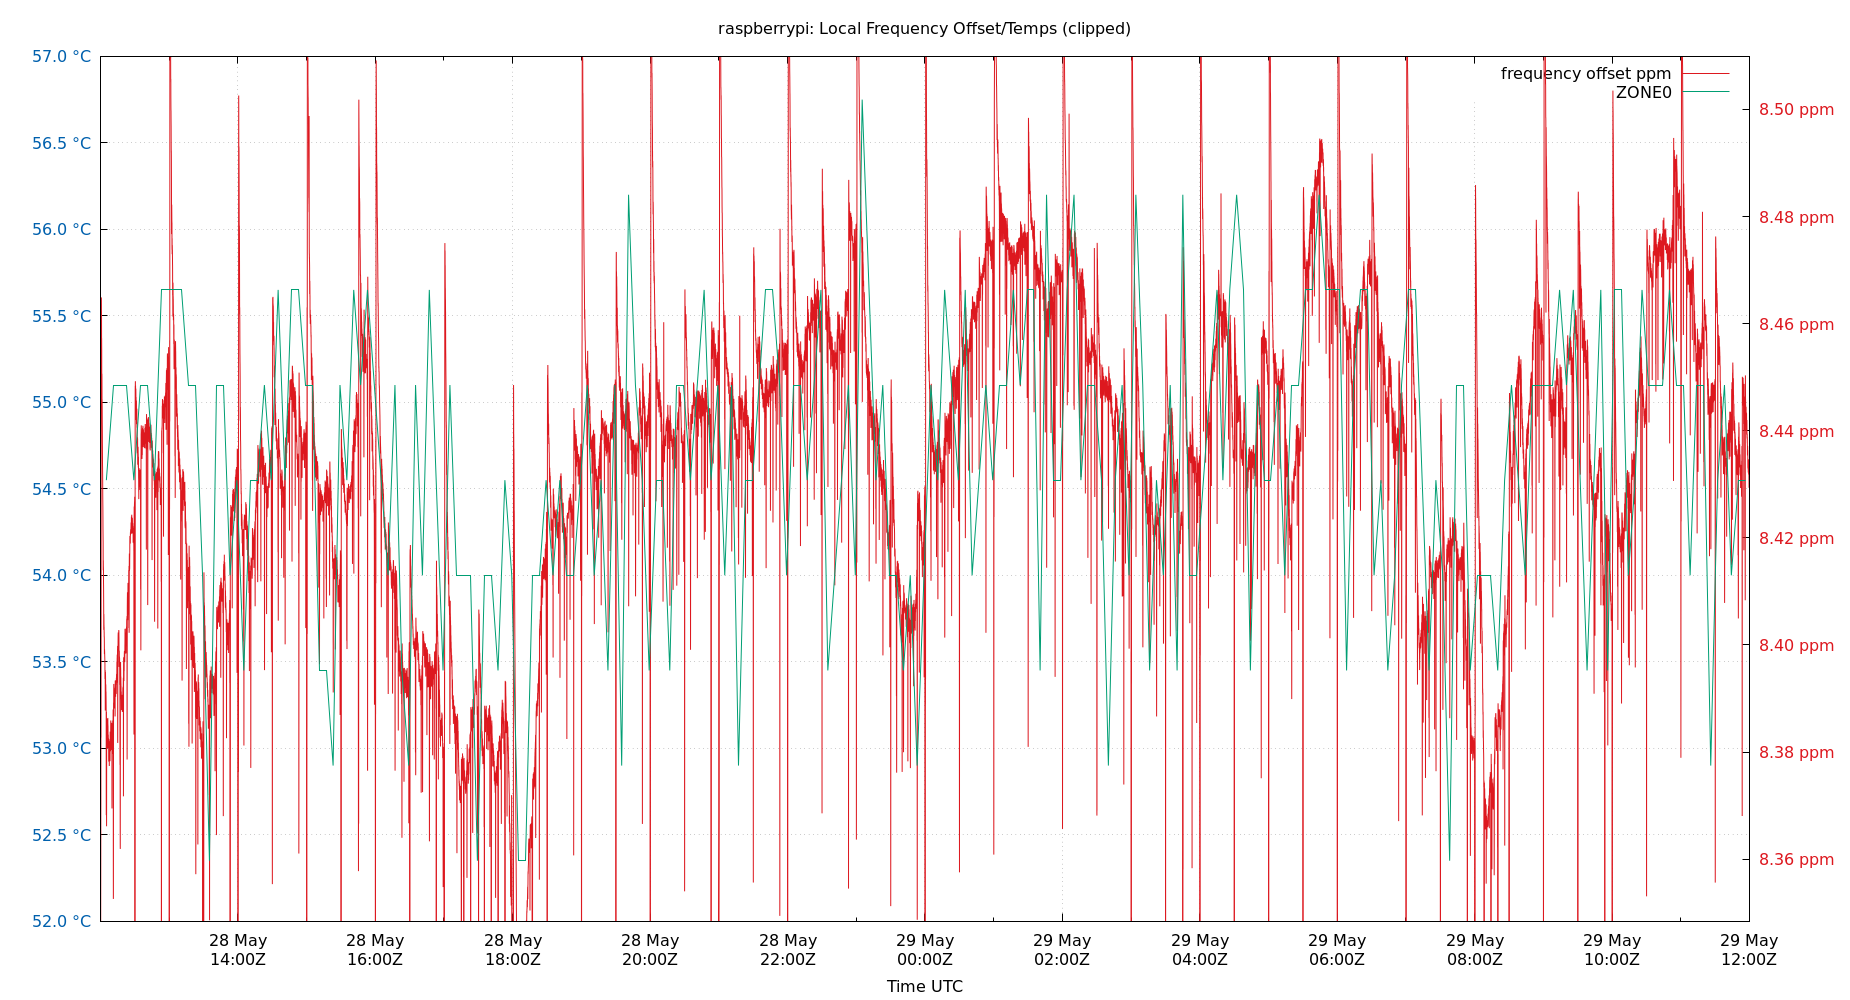 raspberrypi: Local Frequency Offset/Temps (clipped)
57.0 °C
56.5 °C
56.0 °C
55.5 °C
55.0 °C
54.5 °C
54.0 °C
53.5 °C
53.0 °C
52.5 °C
52.0 °C
frequency offset ppm
ZONE0
8.50 ppm
8.48 ppm
8.46 ppm
8.44 ppm
8.42 ppm
8.40 ppm
8.38 ppm
8.36 ppm
28 May
14:00Z
28 May
16:00Z
28 May
18:00Z
28 May
20:00Z
28 May
22:00Z
29 May
00:00Z
29 May
02:00Z
29 May
04:00Z
29 May
06:00Z
29 May
08:00Z
29 May
10:00Z
29 May
12:00Z
Time UTC